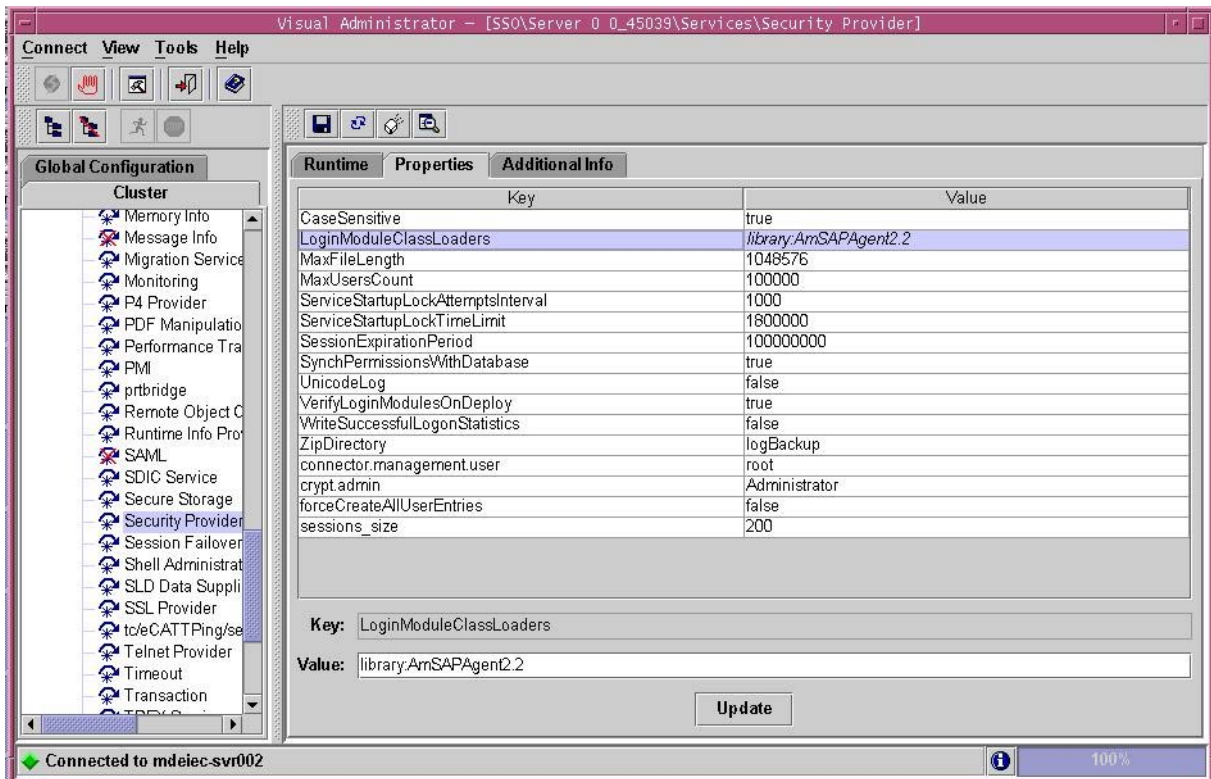 Visual Administrator – [SSO\Server 0 0_45039\Services\Security Provider]
Connect View Tools Help
Global Configuration
Cluster
Memory Info
Message Info
Migration Service
Monitoring
P4 Provider
PDF Manipulatio
Performance Tra
PMI
prtbridge
Remote Object C
Runtime Info Pro
SAML
SDIC Service
Secure Storage
Security Provider
Session Failover
Shell Administrat
SLD Data Suppli
SSL Provider
tc/eCATTPing/se
Telnet Provider
Timeout
Transaction
Runtime Properties Additional Info
Key Value
CaseSensitive true
LoginModuleClassLoaders library:AmSAPAgent2.2
MaxFileLength 1048576
MaxUsersCount 100000
ServiceStartupLockAttemptsInterval 1000
ServiceStartupLockTimeLimit 1800000
SessionExpirationPeriod 100000000
SynchPermissionsWithDatabase true
UnicodeLog false
VerifyLoginModulesOnDeploy true
WriteSuccessfulLogonStatistics false
ZipDirectory logBackup
connector.management.user root
crypt.admin Administrator
forceCreateAllUserEntries false
sessions_size 200
Key: LoginModuleClassLoaders
Value: library:AmSAPAgent2.2
Update
Connected to mdeiec-svr002
100%